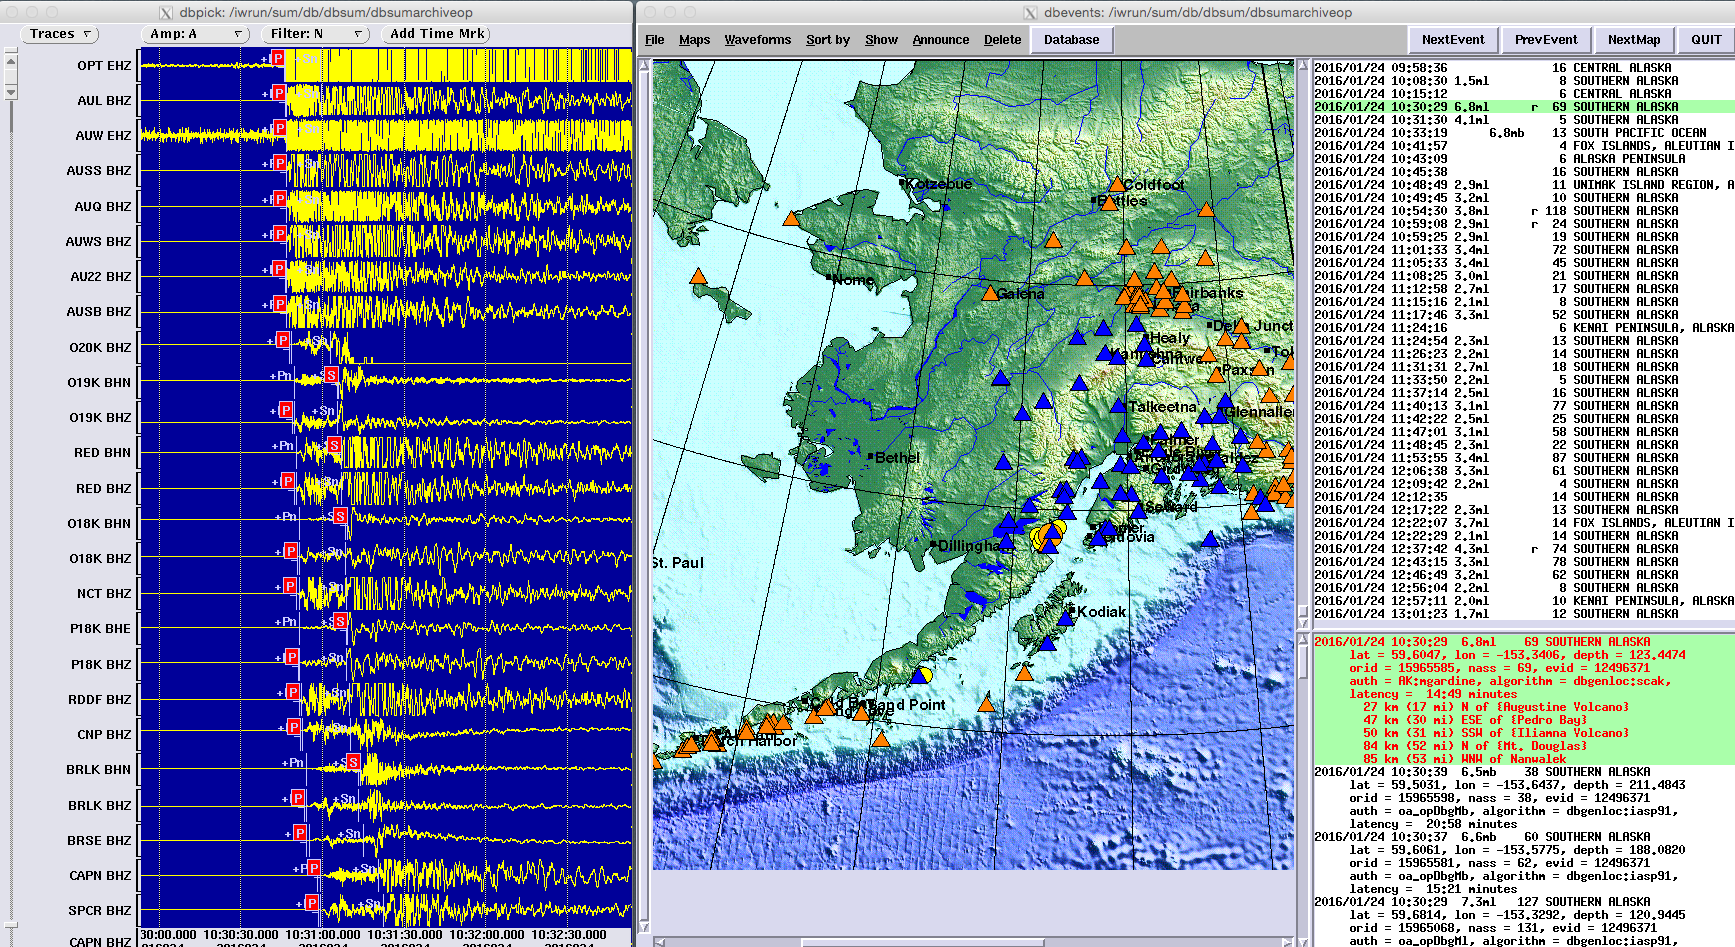 dbpick: /iwrun/sum/db/dbsum/dbsumarchiveop
Traces
Amp: A
Filter: N
Add Time Mrk
OPT EHZ
AUL BHZ
AUW EHZ
AUSS BHZ
AUQ BHZ
AUWS BHZ
AU22 BHZ
AUSB BHZ
O20K BHZ
O19K BHN
O19K BHZ
RED BHN
RED BHZ
O18K BHN
O18K BHZ
NCT BHZ
P18K BHE
P18K BHZ
RDDF BHZ
CNP BHZ
BRLK BHN
BRLK BHZ
BRSE BHZ
CAPN BHZ
SPCR BHZ
CAPN BHZ
30:00.000 10:30:30.000 10:31:00.000 10:31:30.000 10:32:00.000 10:32:30.000
dbevents: /iwrun/sum/db/dbsum/dbsumarchiveop
File Maps Waveforms Sort by Show Announce Delete Database
NextEvent PrevEvent NextMap QUIT
Kotzebue
Coldfoot
Bettles
Nome
Galena
Fairbanks
Healy
Cantwell
Paxson
Talkeetna
Glennallen
Palmer
Bethel
Seward
Homer
Seldovia
Dillingham
St. Paul
Kodiak
Sand Point
Dutch Harbor
2016/01/24 09:58:36 16 CENTRAL ALASKA
2016/01/24 10:08:30 1.5ml 8 SOUTHERN ALASKA
2016/01/24 10:15:12 6 CENTRAL ALASKA
2016/01/24 10:30:29 6.8ml r 69 SOUTHERN ALASKA
2016/01/24 10:31:30 4.1ml 5 SOUTHERN ALASKA
2016/01/24 10:33:19 6.8mb 13 SOUTH PACIFIC OCEAN
2016/01/24 10:41:57 4 FOX ISLANDS, ALEUTIAN I
2016/01/24 10:43:09 6 ALASKA PENINSULA
2016/01/24 10:45:38 16 SOUTHERN ALASKA
2016/01/24 10:48:49 2.9ml 11 UNIMAK ISLAND REGION, A
2016/01/24 10:49:45 3.2ml 10 SOUTHERN ALASKA
2016/01/24 10:54:30 3.8ml r 118 SOUTHERN ALASKA
2016/01/24 10:59:08 2.9ml r 24 SOUTHERN ALASKA
2016/01/24 10:59:25 2.9ml 19 SOUTHERN ALASKA
2016/01/24 11:01:33 3.4ml 72 SOUTHERN ALASKA
2016/01/24 11:05:33 3.4ml 45 SOUTHERN ALASKA
2016/01/24 11:08:25 3.0ml 21 SOUTHERN ALASKA
2016/01/24 11:12:58 2.7ml 17 SOUTHERN ALASKA
2016/01/24 11:15:16 2.1ml 8 SOUTHERN ALASKA
2016/01/24 11:17:46 3.3ml 52 SOUTHERN ALASKA
2016/01/24 11:24:16 6 KENAI PENINSULA, ALASKA
2016/01/24 11:24:54 2.3ml 13 SOUTHERN ALASKA
2016/01/24 11:26:23 2.2ml 14 SOUTHERN ALASKA
2016/01/24 11:31:31 2.7ml 18 SOUTHERN ALASKA
2016/01/24 11:33:50 2.2ml 5 SOUTHERN ALASKA
2016/01/24 11:37:14 2.5ml 16 SOUTHERN ALASKA
2016/01/24 11:40:13 3.1ml 77 SOUTHERN ALASKA
2016/01/24 11:42:22 2.5ml 25 SOUTHERN ALASKA
2016/01/24 11:47:01 3.1ml 58 SOUTHERN ALASKA
2016/01/24 11:48:45 2.3ml 22 SOUTHERN ALASKA
2016/01/24 11:53:55 3.4ml 87 SOUTHERN ALASKA
2016/01/24 12:06:38 3.3ml 61 SOUTHERN ALASKA
2016/01/24 12:09:42 2.2ml 4 SOUTHERN ALASKA
2016/01/24 12:12:35 14 SOUTHERN ALASKA
2016/01/24 12:17:22 2.3ml 13 SOUTHERN ALASKA
2016/01/24 12:22:07 3.7ml 14 FOX ISLANDS, ALEUTIAN I
2016/01/24 12:22:29 2.1ml 14 SOUTHERN ALASKA
2016/01/24 12:37:42 4.3ml r 74 SOUTHERN ALASKA
2016/01/24 12:43:15 3.3ml 78 SOUTHERN ALASKA
2016/01/24 12:46:49 3.2ml 62 SOUTHERN ALASKA
2016/01/24 12:56:04 2.2ml 8 SOUTHERN ALASKA
2016/01/24 12:57:11 2.0ml 10 KENAI PENINSULA, ALASKA
2016/01/24 13:01:23 1.7ml 12 SOUTHERN ALASKA
2016/01/24 10:30:29 6.8ml 69 SOUTHERN ALASKA
lat = 59.6047, lon = -153.3406, depth = 123.4474
orid = 15965585, nass = 69, evid = 12496371
auth = AK:mgardine, algorithm = dbgenloc:scak,
latency = 14:49 minutes
27 km (17 mi) N of {Augustine Volcano}
47 km (30 mi) ESE of {Pedro Bay}
50 km (31 mi) SSW of {Iliamna Volcano}
84 km (52 mi) N of {Mt. Douglas}
85 km (53 mi) WNW of Nanwalek
2016/01/24 10:30:39 6.5mb 38 SOUTHERN ALASKA
lat = 59.5031, lon = -153.6437, depth = 211.4843
orid = 15965598, nass = 38, evid = 12496371
auth = oa_opDbgMb, algorithm = dbgenloc:iasp91,
latency = 20:58 minutes
2016/01/24 10:30:37 6.6mb 60 SOUTHERN ALASKA
lat = 59.6061, lon = -153.5775, depth = 188.0820
orid = 15965581, nass = 62, evid = 12496371
auth = oa_opDbgMb, algorithm = dbgenloc:iasp91,
latency = 15:21 minutes
2016/01/24 10:30:29 7.3ml 127 SOUTHERN ALASKA
lat = 59.6814, lon = -153.3292, depth = 120.9445
orid = 15965068, nass = 131, evid = 12496371
auth = oa_opDbgMl, algorithm = dbgenloc:iasp91,